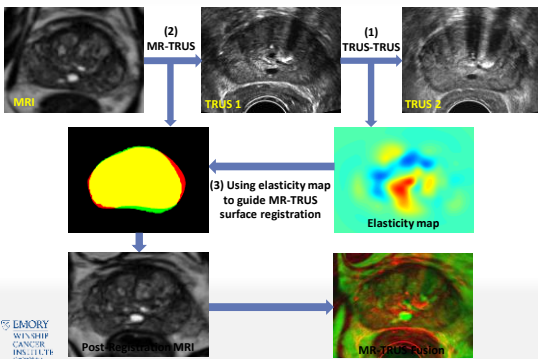 (2)
MR-TRUS
(1)
TRUS-TRUS
MRI
TRUS 1
TRUS 2
(3) Using elasticity map
to guide MR-TRUS
surface registration
Elasticity map
Post-Registration MRI
MR-TRUS Fusion
EMORY
WINSHIP
CANCER
INSTITUTE